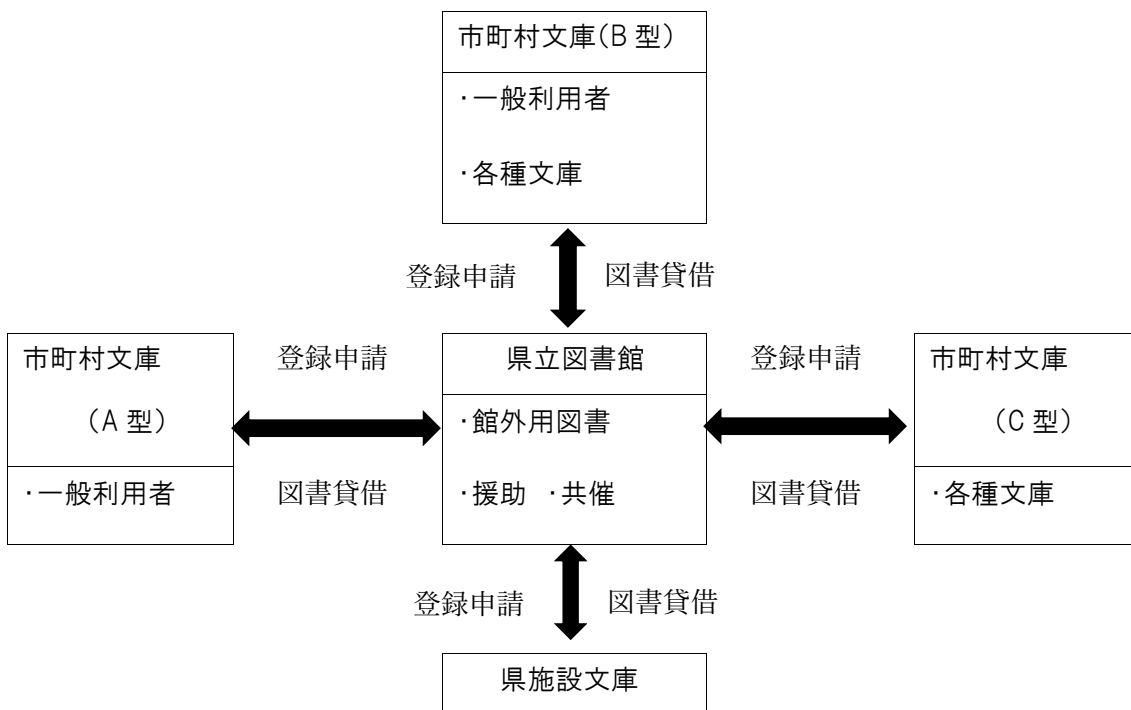 市町村文庫(B型)
・一般利用者
・各種文庫
登録申請 図書貸借
市町村文庫
(A型)
・一般利用者
登録申請
図書貸借
県立図書館
・館外用図書
・援助 ・共催
登録申請
図書貸借
市町村文庫
(C型)
・各種文庫
登録申請 図書貸借
県施設文庫